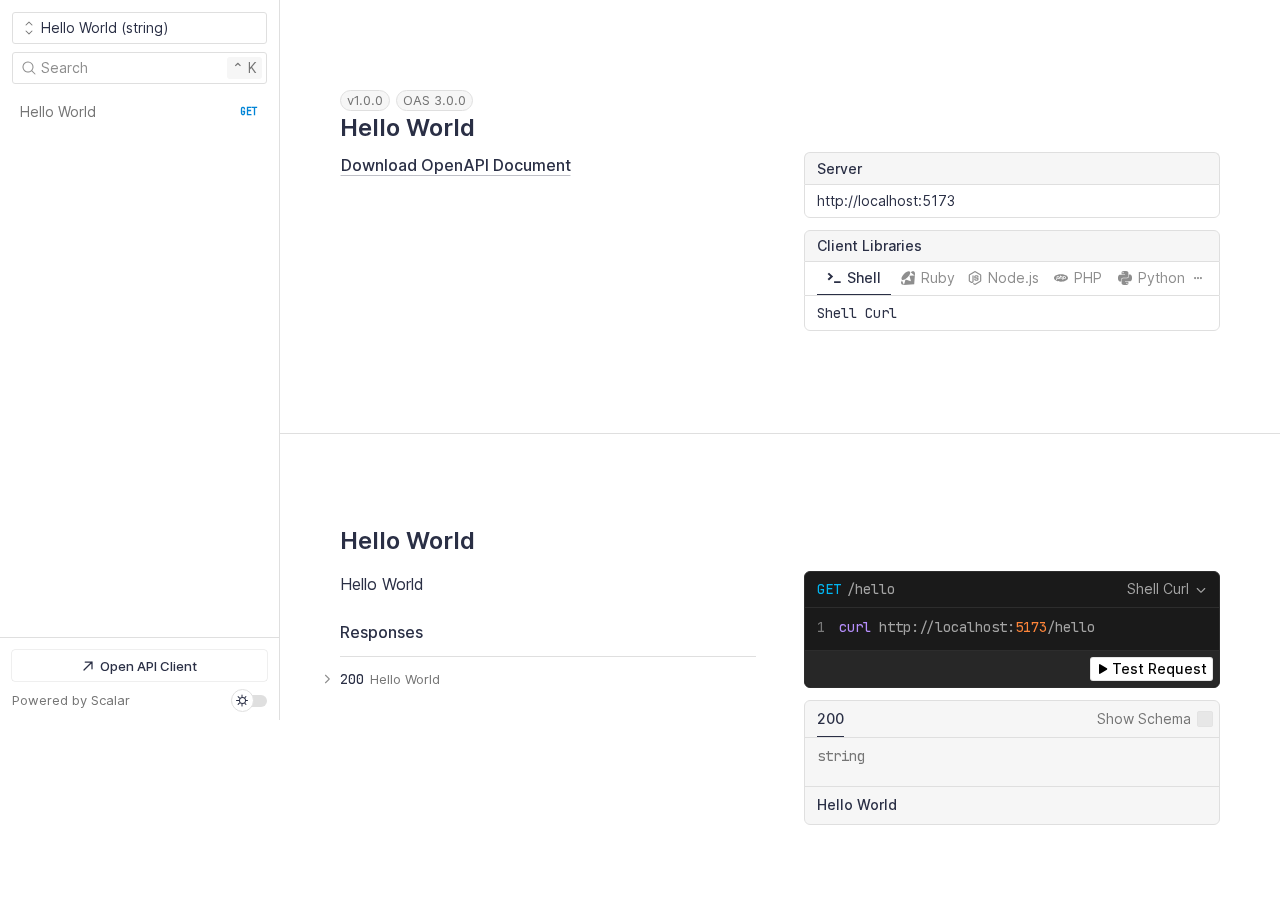 Hello World (string)
Search
⌃ K
Hello World GET
Open API Client
Powered by Scalar
v1.0.0 OAS 3.0.0
Hello World
Download OpenAPI Document
Server
http://localhost:5173
Client Libraries
Shell Ruby Node.js PHP Python ···
Shell Curl
Hello World
Hello World
Responses
200 Hello World
GET /hello Shell Curl
1 curl http://localhost:5173/hello
Test Request
200 Show Schema
string
Hello World